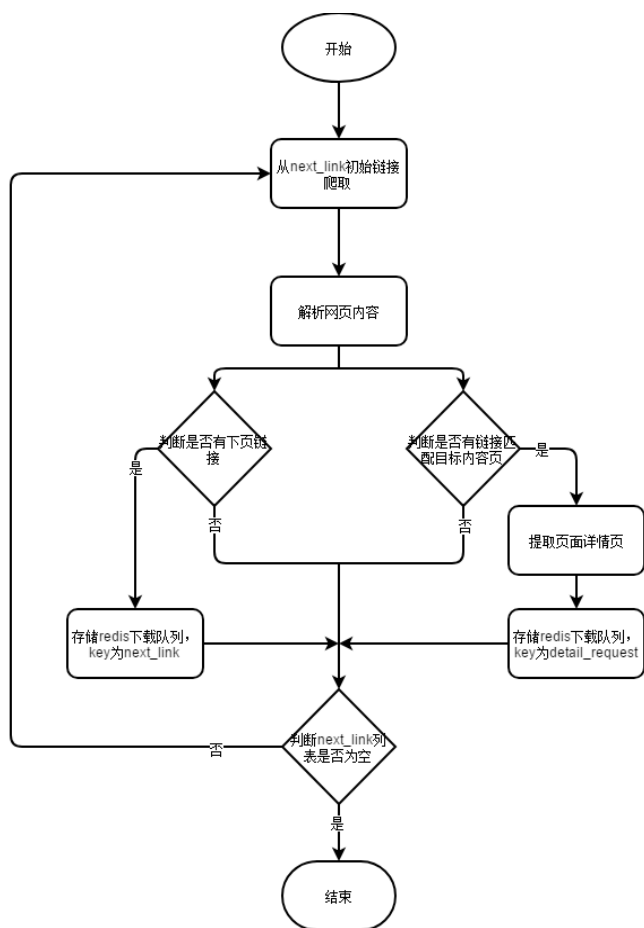 开始
从next_link初始链接
爬取
解析网页内容
判断是否有下页链
接
判断是否有链接匹
配目标内容页
是
是
否
否
提取页面详情页
存储redis下载队列，
key为next_link
存储redis下载队列，
key为detail_request
判断next_link列
表是否为空
否
是
结束